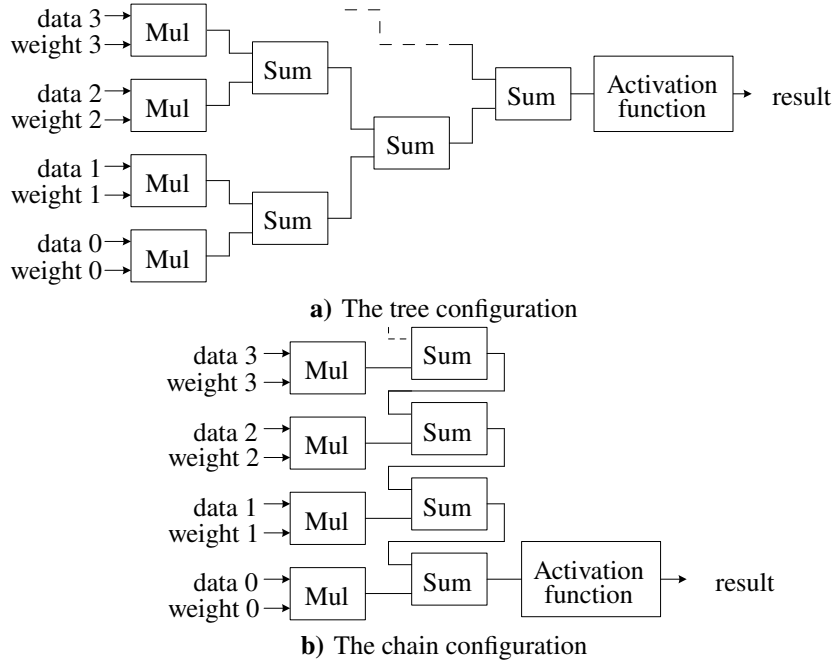 data 3
weight 3
Mul
data 2
weight 2
Mul
Sum
data 1
weight 1
Mul
data 0
weight 0
Mul
Sum
Sum
Sum
Activation
function
result
a) The tree configuration
data 3
weight 3
Mul
Sum
data 2
weight 2
Mul
Sum
data 1
weight 1
Mul
Sum
data 0
weight 0
Mul
Sum
Activation
function
result
b) The chain configuration